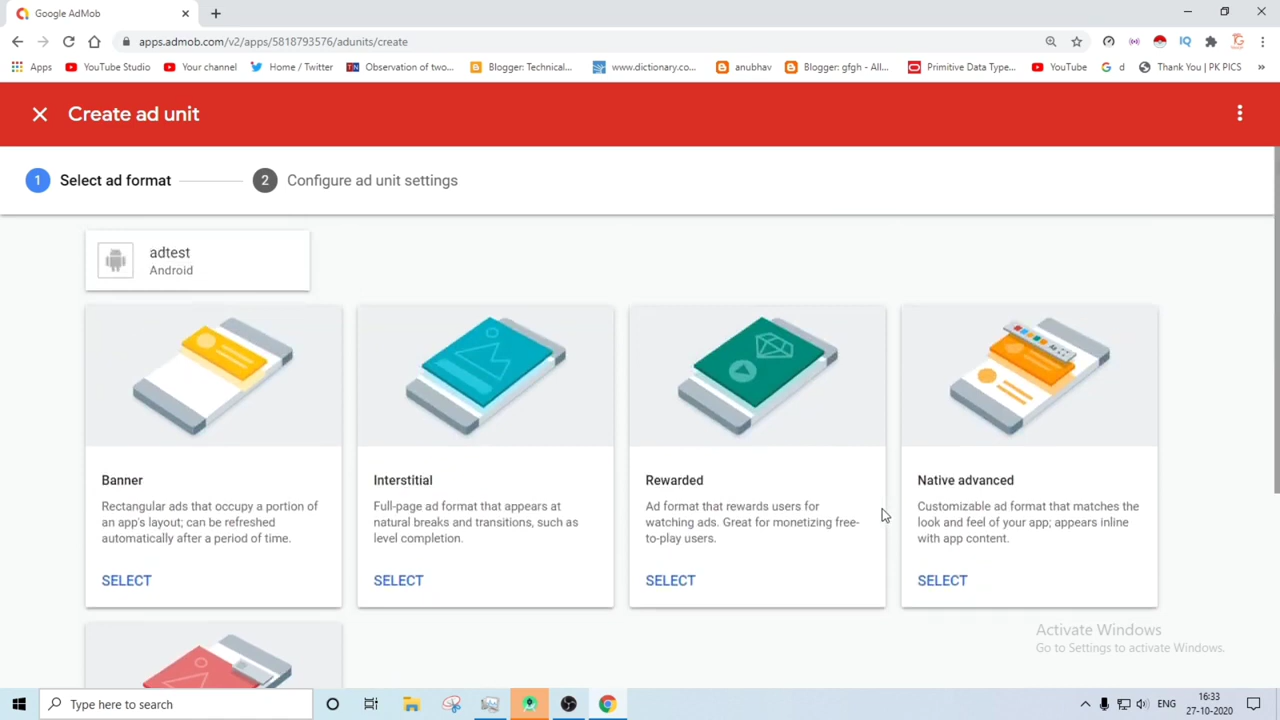 Google AdMob
apps.admob.com/v2/apps/5818793576/adunits/create
Apps
YouTube Studio
Your channel
Home / Twitter
TN
Observation of two...
Blogger: Technical...
www.dictionary.co...
anubhav
Blogger: gfgh - All...
Primitive Data Type...
YouTube
d
Thank You | PK PICS
»
IQ
Create ad unit
1 Select ad format
2 Configure ad unit settings
adtest
Android
Banner
Rectangular ads that occupy a portion of
an app's layout; can be refreshed
automatically after a period of time.
SELECT
Interstitial
Full-page ad format that appears at
natural breaks and transitions, such as
level completion.
SELECT
Rewarded
Ad format that rewards users for
watching ads. Great for monetizing free-
to-play users.
SELECT
Native advanced
Customizable ad format that matches the
look and feel of your app; appears inline
with app content.
SELECT
Activate Windows
Go to Settings to activate Windows.
Type here to search
ENG
16:33
27-10-2020